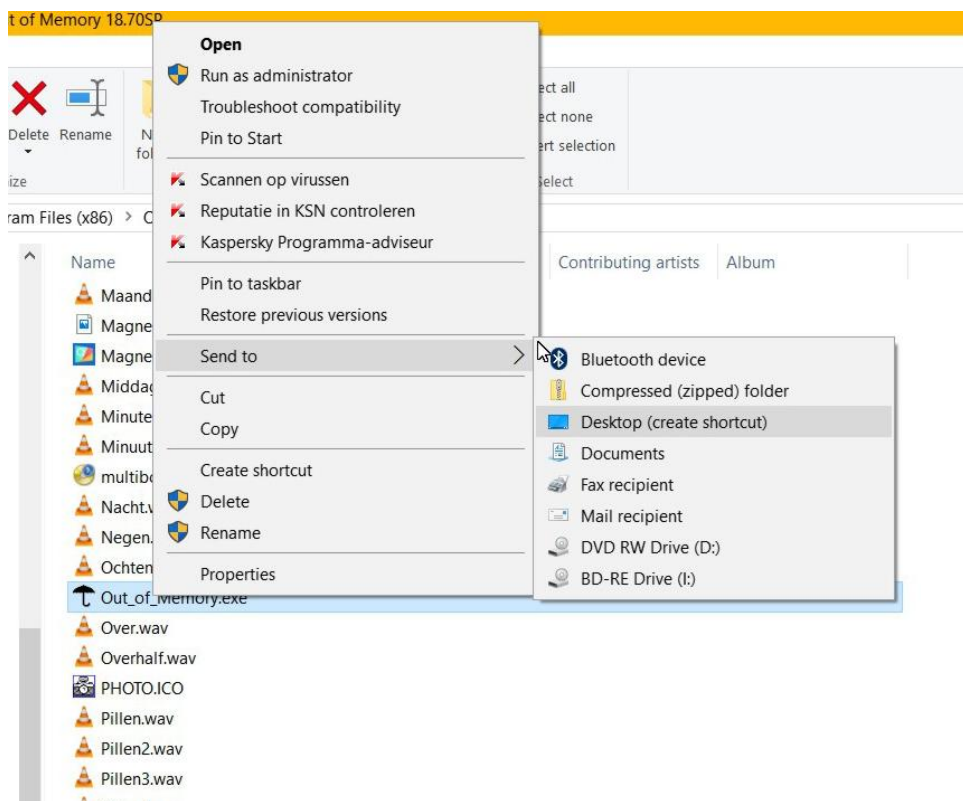 t of Memory 18.70SP
Delete Rename
ect all
ect none
ert selection
ize
Select
ram Files (x86) > C
Name Contributing artists Album
Open
Run as administrator
Troubleshoot compatibility
Pin to Start
Scannen op virussen
Reputatie in KSN controleren
Kaspersky Programma-adviseur
Pin to taskbar
Restore previous versions
Send to
Cut
Copy
Create shortcut
Delete
Rename
Properties
Bluetooth device
Compressed (zipped) folder
Desktop (create shortcut)
Documents
Fax recipient
Mail recipient
DVD RW Drive (D:)
BD-RE Drive (I:)
Maand
Magne
Magne
Middag
Minute
Minuut
multibo
Nacht.v
Negen.
Ochten
Out_of_Memory.exe
Over.wav
Overhalf.wav
PHOTO.ICO
Pillen.wav
Pillen2.wav
Pillen3.wav